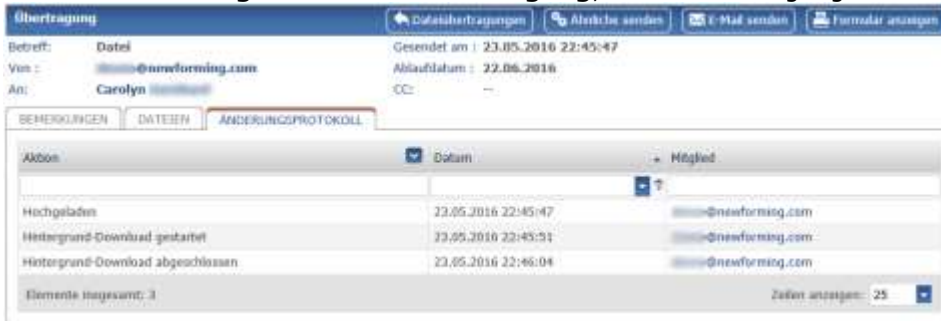 Übertragung Dateiübertragungen Ähnliche senden E-Mail senden Formular anzeigen
Betreff: Datei Gesendet am : 23.05.2016 22:45:47
Von : @newforming.com Ablaufdatum : 22.06.2016
An: Carolyn CC: --
BEMERKUNGEN DATEIEN ÄNDERUNGSPROTOKOLL
Aktion Datum Mitglied
?
Hochgeladen 23.05.2016 22:45:47 @newforming.com
Hintergrund-Download gestartet 23.05.2016 22:45:51 @newforming.com
Hintergrund-Download abgeschlossen 23.05.2016 22:46:04 @newforming.com
Elemente insgesamt: 3 Zeilen anzeigen: 25